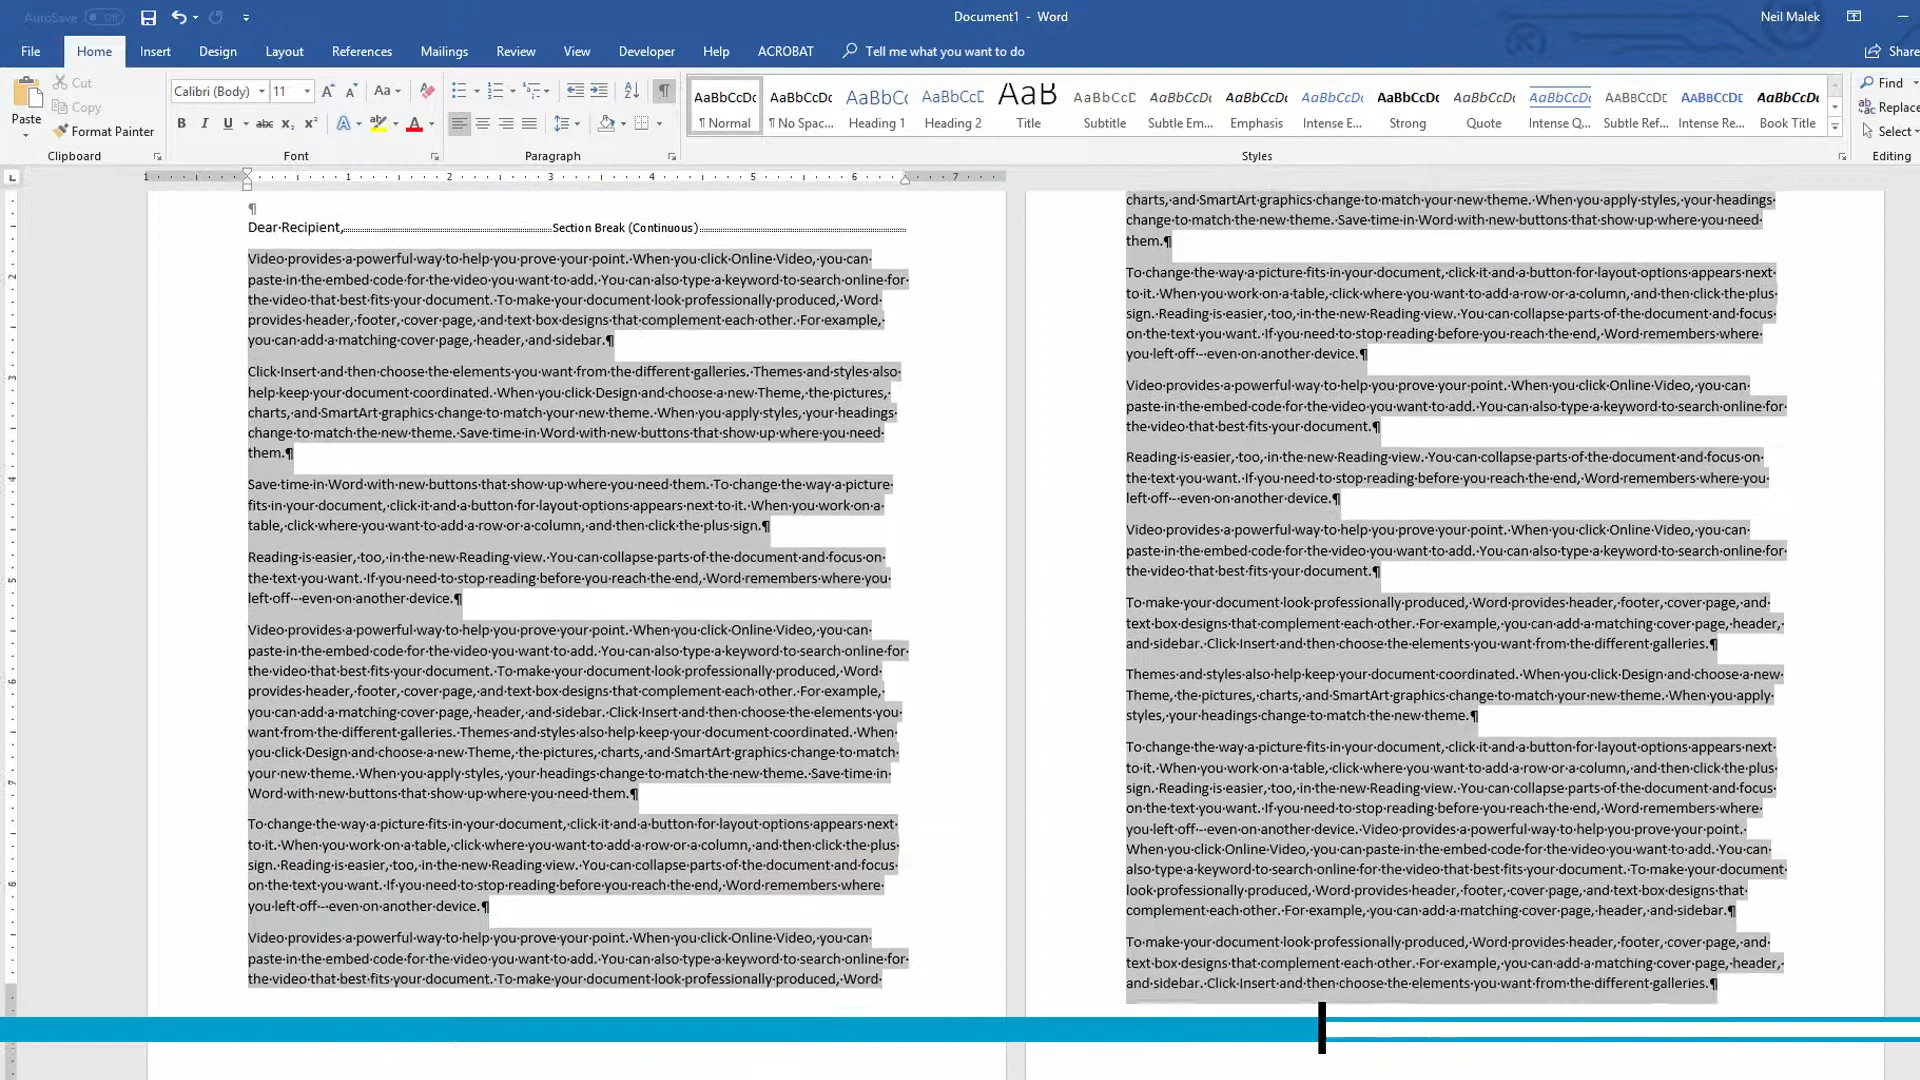 AutoSave Off
Document1 - Word
Neil Malek
File Home Insert Design Layout References Mailings Review View Developer Help ACROBAT Tell me what you want to do Share
Paste
Cut
Copy
Format Painter
Clipboard
Calibri (Body) 11
Font
Paragraph
AaBbCcDc AaBbCcDc AaBbCc AaBbCcE AaB AaBbCcD AaBbCcDc AaBbCcDc AaBbCcDc AaBbCcDc AaBbCcDc AaBbCcDc AaBbCcDc AaBbCcDc AaBbCcDc
¶ Normal ¶ No Spac... Heading 1 Heading 2 Title Subtitle Subtle Em... Emphasis Intense E... Strong Quote Intense Q... Subtle Ref... Intense Re... Book Title
Styles
Find
Replace
Select
Editing
1 1 2 3 4 5 6 7
¶
Dear·Recipient, Section Break (Continuous)
Video·provides·a·powerful·way·to·help·you·prove·your·point.·When·you·click·Online·Video,·you·can·
paste·in·the·embed·code·for·the·video·you·want·to·add.·You·can·also·type·a·keyword·to·search·online·for·
the·video·that·best·fits·your·document.·To·make·your·document·look·professionally·produced,·Word·
provides·header,·footer,·cover·page,·and·text·box·designs·that·complement·each·other.·For·example,·
you·can·add·a·matching·cover·page,·header,·and·sidebar.¶
Click·Insert·and·then·choose·the·elements·you·want·from·the·different·galleries.·Themes·and·styles·also·
help·keep·your·document·coordinated.·When·you·click·Design·and·choose·a·new·Theme,·the·pictures,·
charts,·and·SmartArt·graphics·change·to·match·your·new·theme.·When·you·apply·styles,·your·headings·
change·to·match·the·new·theme.·Save·time·in·Word·with·new·buttons·that·show·up·where·you·need·
them.¶
Save·time·in·Word·with·new·buttons·that·show·up·where·you·need·them.·To·change·the·way·a·picture·
fits·in·your·document,·click·it·and·a·button·for·layout·options·appears·next·to·it.·When·you·work·on·a·
table,·click·where·you·want·to·add·a·row·or·a·column,·and·then·click·the·plus·sign.¶
Reading·is·easier,·too,·in·the·new·Reading·view.·You·can·collapse·parts·of·the·document·and·focus·on·
the·text·you·want.·If·you·need·to·stop·reading·before·you·reach·the·end,·Word·remembers·where·you·
left·off·-·even·on·another·device.¶
Video·provides·a·powerful·way·to·help·you·prove·your·point.·When·you·click·Online·Video,·you·can·
paste·in·the·embed·code·for·the·video·you·want·to·add.·You·can·also·type·a·keyword·to·search·online·for·
the·video·that·best·fits·your·document.·To·make·your·document·look·professionally·produced,·Word·
provides·header,·footer,·cover·page,·and·text·box·designs·that·complement·each·other.·For·example,·
you·can·add·a·matching·cover·page,·header,·and·sidebar.·Click·Insert·and·then·choose·the·elements·you·
want·from·the·different·galleries.·Themes·and·styles·also·help·keep·your·document·coordinated.·When·
you·click·Design·and·choose·a·new·Theme,·the·pictures,·charts,·and·SmartArt·graphics·change·to·match·
your·new·theme.·When·you·apply·styles,·your·headings·change·to·match·the·new·theme.·Save·time·in·
Word·with·new·buttons·that·show·up·where·you·need·them.¶
To·change·the·way·a·picture·fits·in·your·document,·click·it·and·a·button·for·layout·options·appears·next·
to·it.·When·you·work·on·a·table,·click·where·you·want·to·add·a·row·or·a·column,·and·then·click·the·plus·
sign.·Reading·is·easier,·too,·in·the·new·Reading·view.·You·can·collapse·parts·of·the·document·and·focus·
on·the·text·you·want.·If·you·need·to·stop·reading·before·you·reach·the·end,·Word·remembers·where·
you·left·off·-·even·on·another·device.¶
Video·provides·a·powerful·way·to·help·you·prove·your·point.·When·you·click·Online·Video,·you·can·
paste·in·the·embed·code·for·the·video·you·want·to·add.·You·can·also·type·a·keyword·to·search·online·for·
the·video·that·best·fits·your·document.·To·make·your·document·look·professionally·produced,·Word·
charts,·and·SmartArt·graphics·change·to·match·your·new·theme.·When·you·apply·styles,·your·headings·
change·to·match·the·new·theme.·Save·time·in·Word·with·new·buttons·that·show·up·where·you·need·
them.¶
To·change·the·way·a·picture·fits·in·your·document,·click·it·and·a·button·for·layout·options·appears·next·
to·it.·When·you·work·on·a·table,·click·where·you·want·to·add·a·row·or·a·column,·and·then·click·the·plus·
sign.·Reading·is·easier,·too,·in·the·new·Reading·view.·You·can·collapse·parts·of·the·document·and·focus·
on·the·text·you·want.·If·you·need·to·stop·reading·before·you·reach·the·end,·Word·remembers·where·
you·left·off·-·even·on·another·device.¶
Video·provides·a·powerful·way·to·help·you·prove·your·point.·When·you·click·Online·Video,·you·can·
paste·in·the·embed·code·for·the·video·you·want·to·add.·You·can·also·type·a·keyword·to·search·online·for·
the·video·that·best·fits·your·document.¶
Reading·is·easier,·too,·in·the·new·Reading·view.·You·can·collapse·parts·of·the·document·and·focus·on·
the·text·you·want.·If·you·need·to·stop·reading·before·you·reach·the·end,·Word·remembers·where·you·
left·off·-·even·on·another·device.¶
Video·provides·a·powerful·way·to·help·you·prove·your·point.·When·you·click·Online·Video,·you·can·
paste·in·the·embed·code·for·the·video·you·want·to·add.·You·can·also·type·a·keyword·to·search·online·for·
the·video·that·best·fits·your·document.¶
To·make·your·document·look·professionally·produced,·Word·provides·header,·footer,·cover·page,·and·
text·box·designs·that·complement·each·other.·For·example,·you·can·add·a·matching·cover·page,·header,·
and·sidebar.·Click·Insert·and·then·choose·the·elements·you·want·from·the·different·galleries.¶
Themes·and·styles·also·help·keep·your·document·coordinated.·When·you·click·Design·and·choose·a·new·
Theme,·the·pictures,·charts,·and·SmartArt·graphics·change·to·match·your·new·theme.·When·you·apply·
styles,·your·headings·change·to·match·the·new·theme.¶
To·change·the·way·a·picture·fits·in·your·document,·click·it·and·a·button·for·layout·options·appears·next·
to·it.·When·you·work·on·a·table,·click·where·you·want·to·add·a·row·or·a·column,·and·then·click·the·plus·
sign.·Reading·is·easier,·too,·in·the·new·Reading·view.·You·can·collapse·parts·of·the·document·and·focus·
on·the·text·you·want.·If·you·need·to·stop·reading·before·you·reach·the·end,·Word·remembers·where·
you·left·off·-·even·on·another·device.·Video·provides·a·powerful·way·to·help·you·prove·your·point.·
When·you·click·Online·Video,·you·can·paste·in·the·embed·code·for·the·video·you·want·to·add.·You·can·
also·type·a·keyword·to·search·online·for·the·video·that·best·fits·your·document.·To·make·your·document·
look·professionally·produced,·Word·provides·header,·footer,·cover·page,·and·text·box·designs·that·
complement·each·other.·For·example,·you·can·add·a·matching·cover·page,·header,·and·sidebar.¶
To·make·your·document·look·professionally·produced,·Word·provides·header,·footer,·cover·page,·and·
text·box·designs·that·complement·each·other.·For·example,·you·can·add·a·matching·cover·page,·header,·
and·sidebar.·Click·Insert·and·then·choose·the·elements·you·want·from·the·different·galleries.¶